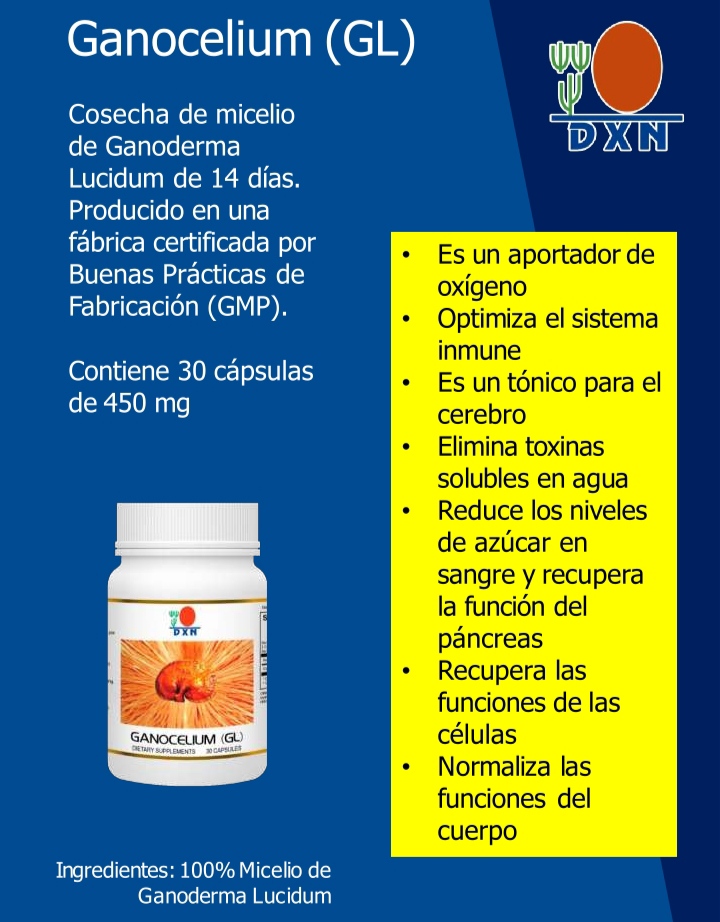 Ganocelium (GL)
DXN
Cosecha de micelio
de Ganoderma
Lucidum de 14 días.
Producido en una
fábrica certificada por
Buenas Prácticas de
Fabricación (GMP).
Contiene 30 cápsulas
de 450 mg
• Es un aportador de
oxígeno
• Optimiza el sistema
inmune
• Es un tónico para el
cerebro
• Elimina toxinas
solubles en agua
• Reduce los niveles
de azúcar en
sangre y recupera
la función del
páncreas
• Recupera las
funciones de las
células
• Normaliza las
funciones del
cuerpo
DXN
GANOCELIUM (GL)
DIETARY SUPPLEMENTS 30 CAPSULES
Ingredientes: 100% Micelio de
Ganoderma Lucidum